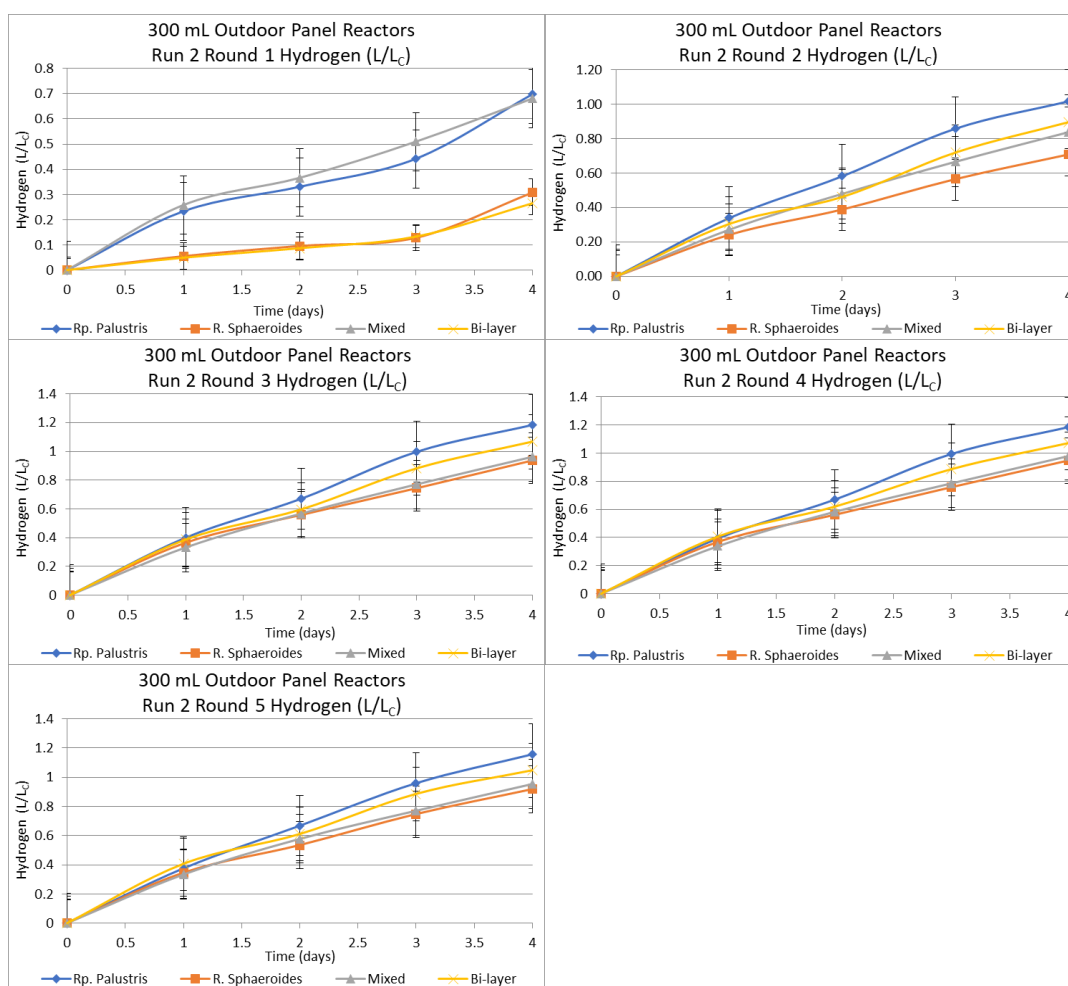 300 mL Outdoor Panel Reactors
Run 2 Round 1 Hydrogen (L/L_C)
Hydrogen (L/L_C)
0.8
0.7
0.6
0.5
0.4
0.3
0.2
0.1
0
0 0.5 1 1.5 2 2.5 3 3.5 4
Time (days)
Rp. Palustris R. Sphaeroides Mixed Bi-layer
300 mL Outdoor Panel Reactors
Run 2 Round 2 Hydrogen (L/L_C)
Hydrogen (L/L_C)
1.20
1.00
0.80
0.60
0.40
0.20
0.00
0 1 2 3 4
Time (days)
Rp. Palustris R. Sphaeroides Mixed Bi-layer
300 mL Outdoor Panel Reactors
Run 2 Round 3 Hydrogen (L/L_C)
Hydrogen (L/L_C)
1.4
1.2
1
0.8
0.6
0.4
0.2
0
0 0.5 1 1.5 2 2.5 3 3.5 4
Time (days)
Rp. Palustris R. Sphaeroides Mixed Bi-layer
300 mL Outdoor Panel Reactors
Run 2 Round 4 Hydrogen (L/L_C)
Hydrogen (L/L_C)
1.4
1.2
1
0.8
0.6
0.4
0.2
0
0 0.5 1 1.5 2 2.5 3 3.5 4
Time (days)
Rp. Palustris R. Sphaeroides Mixed Bi-layer
300 mL Outdoor Panel Reactors
Run 2 Round 5 Hydrogen (L/L_C)
Hydrogen (L/L_C)
1.4
1.2
1
0.8
0.6
0.4
0.2
0
0 0.5 1 1.5 2 2.5 3 3.5 4
Time (days)
Rp. Palustris R. Sphaeroides Mixed Bi-layer